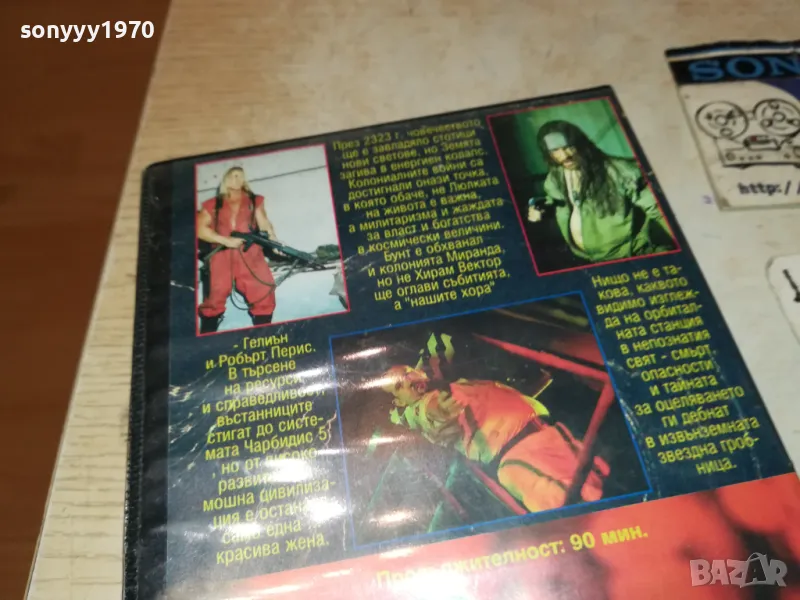 sonyyy1970
SON
http://
През 2323 г. човечеството
ще е завладяло стотици
нови светове, но Земята
загива в енергиен колапс.
Колониалните войни са
достигнали онази точка,
в която обаче, не Люлката
на живота е важна,
а милитаризма и жаждата
за власт и богатства
в космически величини.
Бунт е обхванал
и колонията Миранда,
но не Хирам Вектор
ще оглави събитията,
а "нашите хора"
- Гелиън
и Робърт Перис.
В търсене
на ресурси
и справедливост,
въстанниците
стигат до систе-
мата Чарбидис 5,
но от високо
развита
мошна цивилиза-
ция е останала
само една
красива жена.
Нищо не е та-
кова, каквото
видимо изглеж-
да на орбитал-
ната станция
в непознатия
свят - смърт,
опасности
и тайната
за оцеляването
ги дебнат
в извънземната
звездна гроб-
ница.
Продължителност: 90 мин.
BAZAR
bg